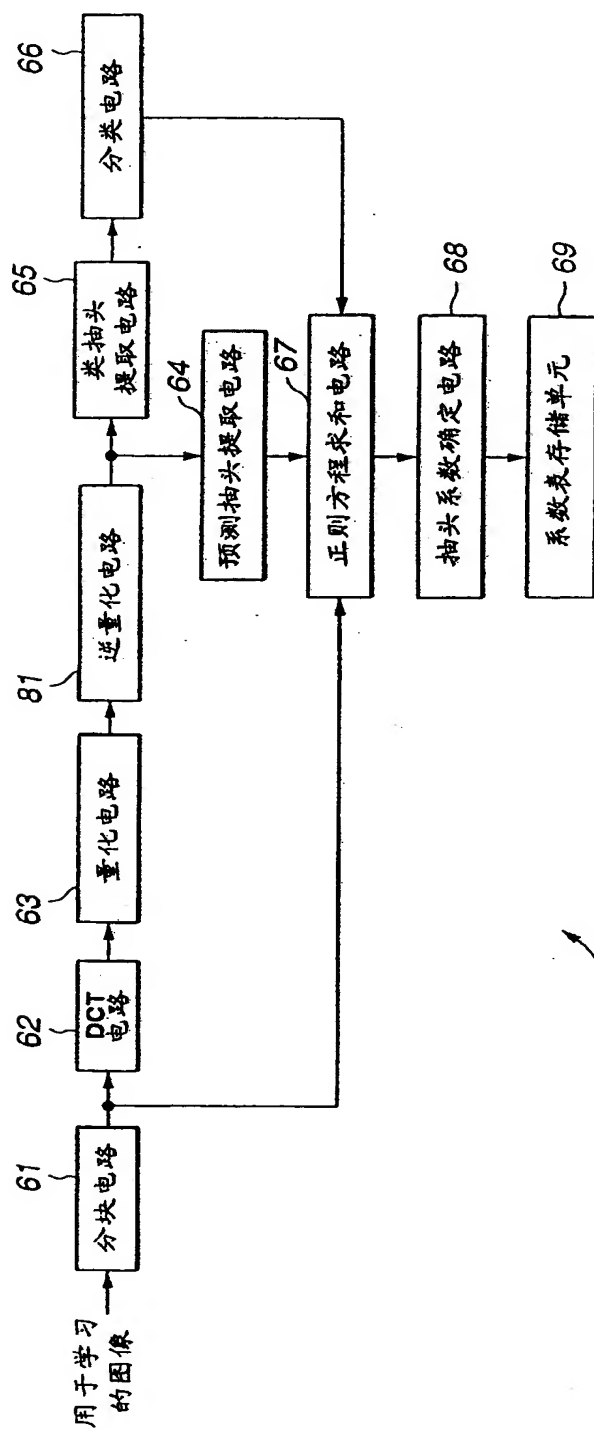 用于学习
的图像
61
分块电路
62
DCT
电路
63
量化电路
81
逆量化电路
65
类抽头
提取电路
66
分类电路
64
预测抽头提取电路
67
正则方程求和电路
68
抽头系数确定电路
69
系数表存储单元